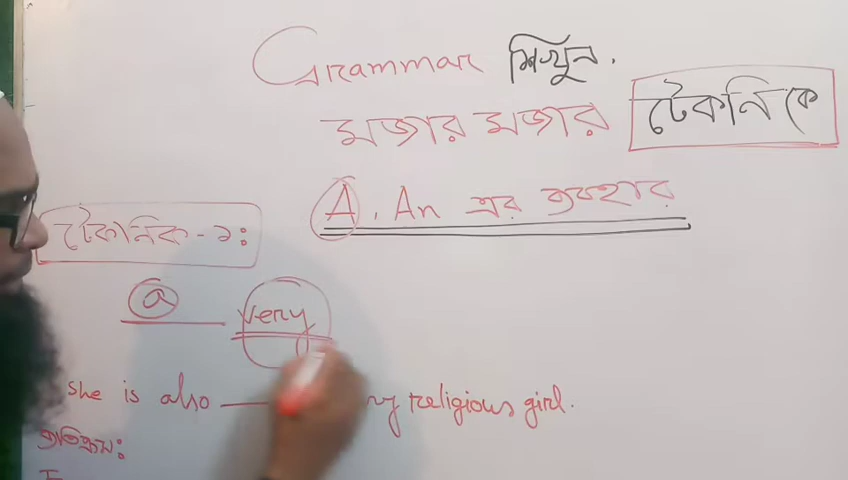 Grammar শিখুন.
মজার মজার টেকনিকে
A, An এর ব্যবহার
টেকনিক-১:
a very
She is also religious girl.
ব্যতিক্রম: